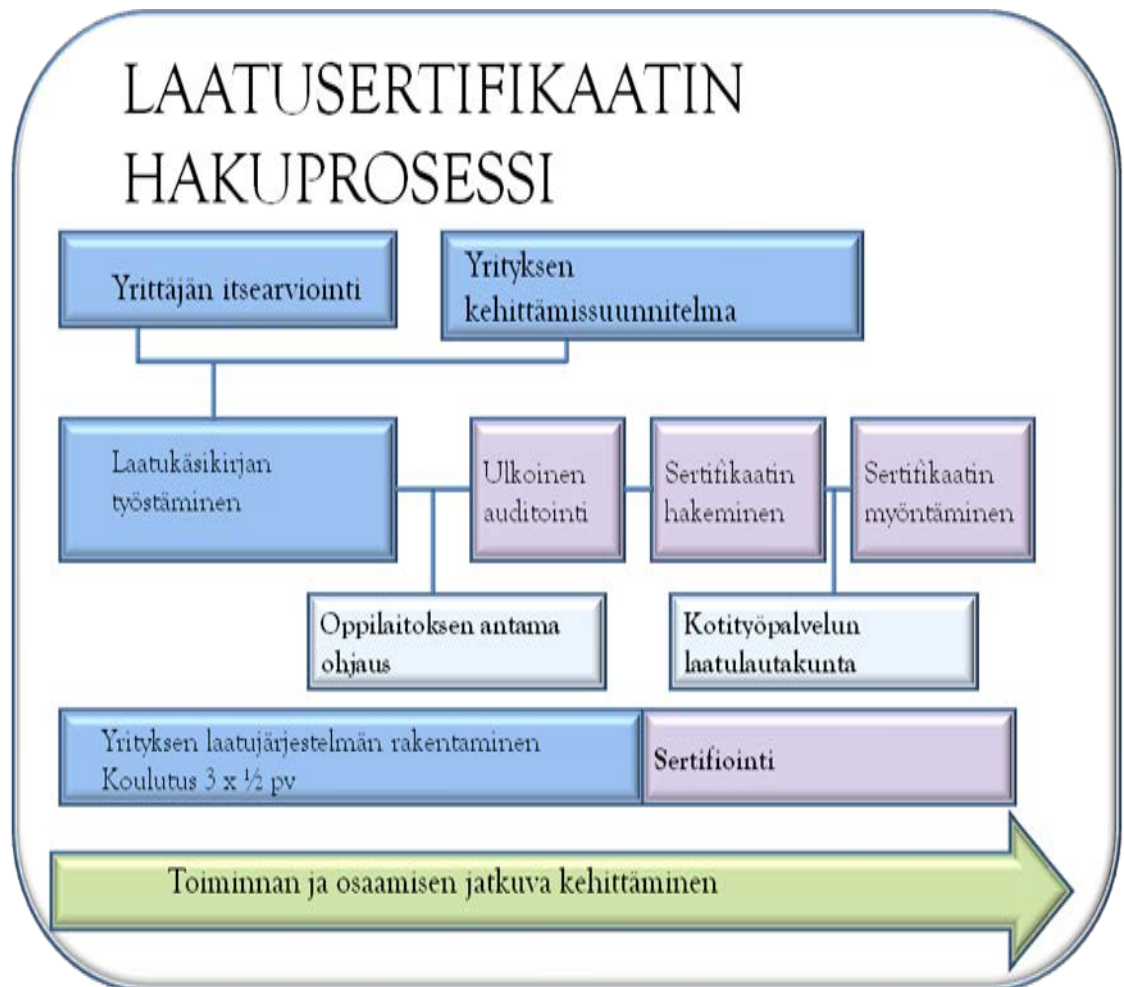 LAATUSERTIFIKAATIN
HAKUPROSESSI
Yrittäjän itsearviointi
Yrityksen
kehittämissuunnitelma
Laatukäsikirjan
työstäminen
Ulkoinen
auditointi
Sertifikaatin
hakeminen
Sertifikaatin
myöntäminen
Oppilaitoksen antama
ohjaus
Kotityöpalvelun
laatulautakunta
Yrityksen laatujärjestelmän rakentaminen
Koulutus 3 x ½ pv
Sertifiointi
Toiminnan ja osaamisen jatkuva kehittäminen